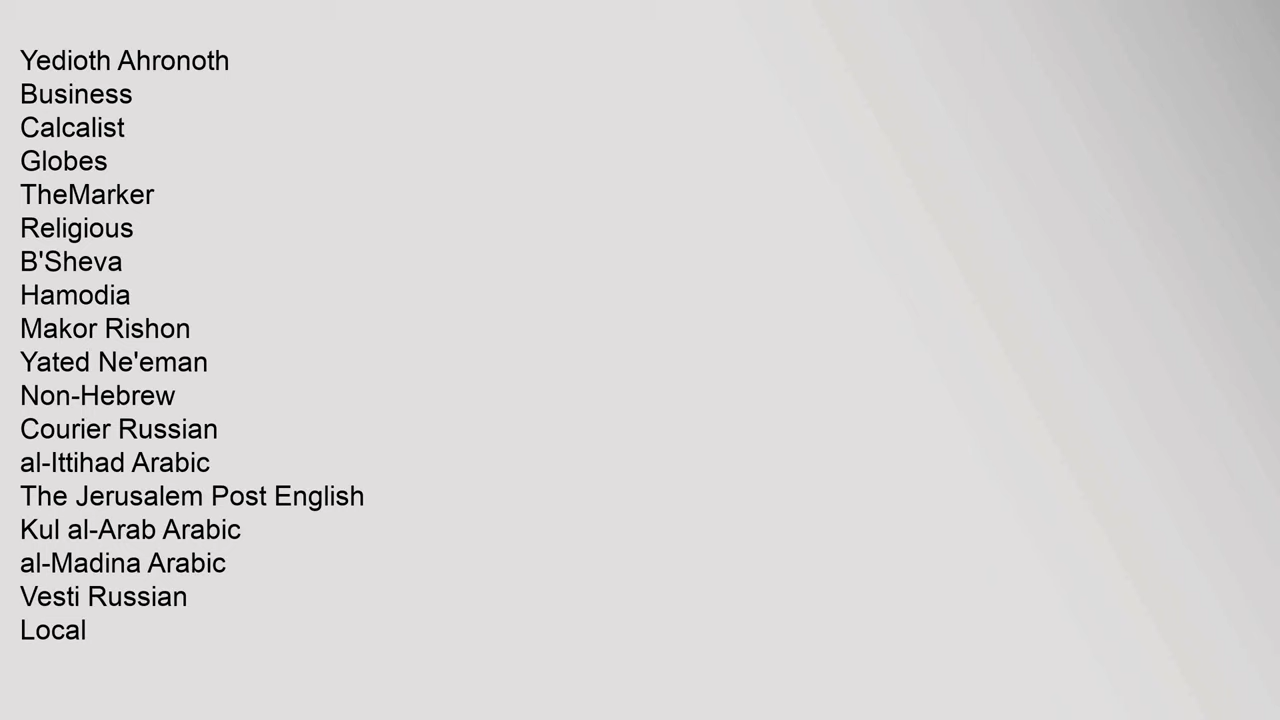 Yedioth Ahronoth
Business
Calcalist
Globes
TheMarker
Religious
B'Sheva
Hamodia
Makor Rishon
Yated Ne'eman
Non-Hebrew
Courier Russian
al-Ittihad Arabic
The Jerusalem Post English
Kul al-Arab Arabic
al-Madina Arabic
Vesti Russian
Local